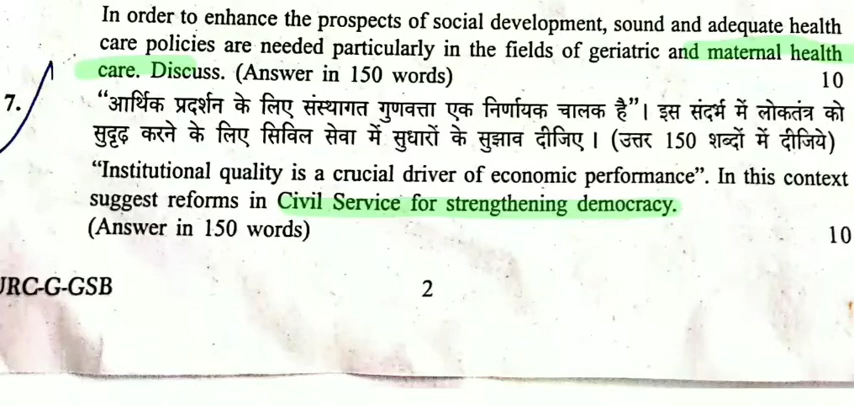 In order to enhance the prospects of social development, sound and adequate health
care policies are needed particularly in the fields of geriatric and maternal health
care. Discuss. (Answer in 150 words) 10
7. “आर्थिक प्रदर्शन के लिए संस्थागत गुणवत्ता एक निर्णायक चालक है”। इस संदर्भ में लोकतंत्र को
सुदृढ़ करने के लिए सिविल सेवा में सुधारों के सुझाव दीजिए। (उत्तर 150 शब्दों में दीजिये)
“Institutional quality is a crucial driver of economic performance”. In this context
suggest reforms in Civil Service for strengthening democracy.
(Answer in 150 words) 10
URC-G-GSB 2